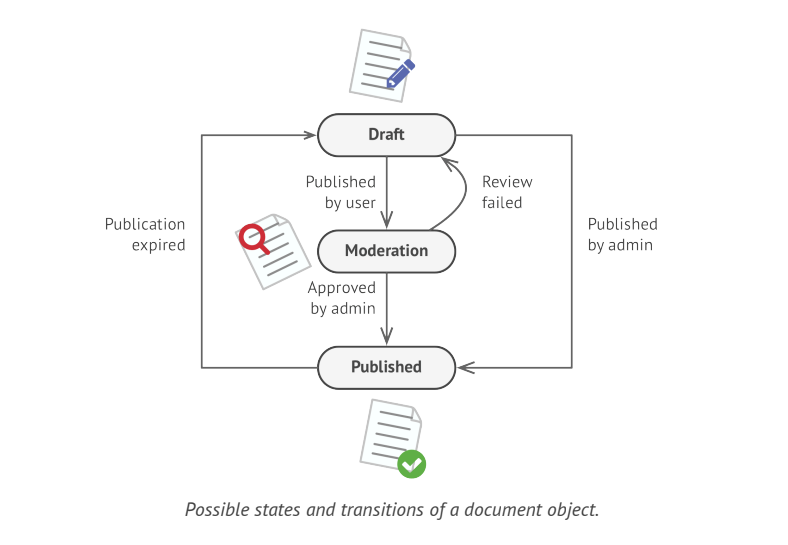 Draft
Published
by user
Review
failed
Publication
expired
Published
by admin
Moderation
Approved
by admin
Published
Possible states and transitions of a document object.